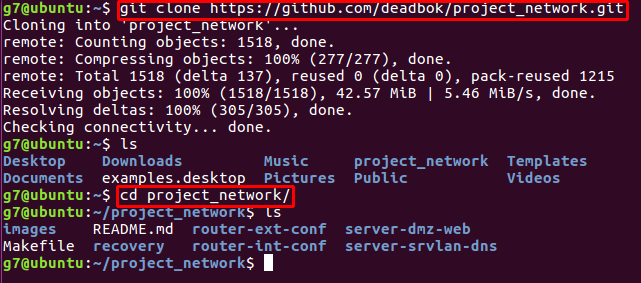 g7@ubuntu:~$ git clone https://github.com/deadbok/project_network.git
Cloning into 'project_network'...
remote: Counting objects: 1518, done.
remote: Compressing objects: 100% (277/277), done.
remote: Total 1518 (delta 137), reused 0 (delta 0), pack-reused 1215
Receiving objects: 100% (1518/1518), 42.57 MiB | 5.46 MiB/s, done.
Resolving deltas: 100% (305/305), done.
Checking connectivity... done.
g7@ubuntu:~$ ls
Desktop Downloads Music project_network Templates
Documents examples.desktop Pictures Public Videos
g7@ubuntu:~$ cd project_network/
g7@ubuntu:~/project_network$ ls
images README.md router-ext-conf server-dmz-web
Makefile recovery router-int-conf server-srvlan-dns
g7@ubuntu:~/project_network$